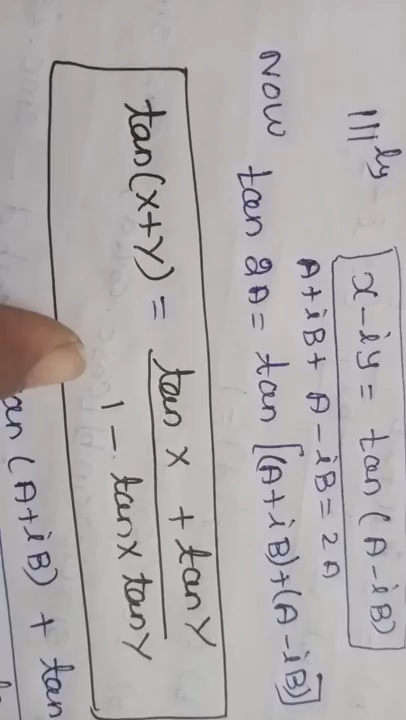 |||ly x - iy = tan(A - iB)
A + iB + A - iB = 2A
Now tan 2A = tan [(A + iB) + (A - iB)]
tan(x+y) = tan x + tan y
1 - tan x tan y
an(A + iB) + tan